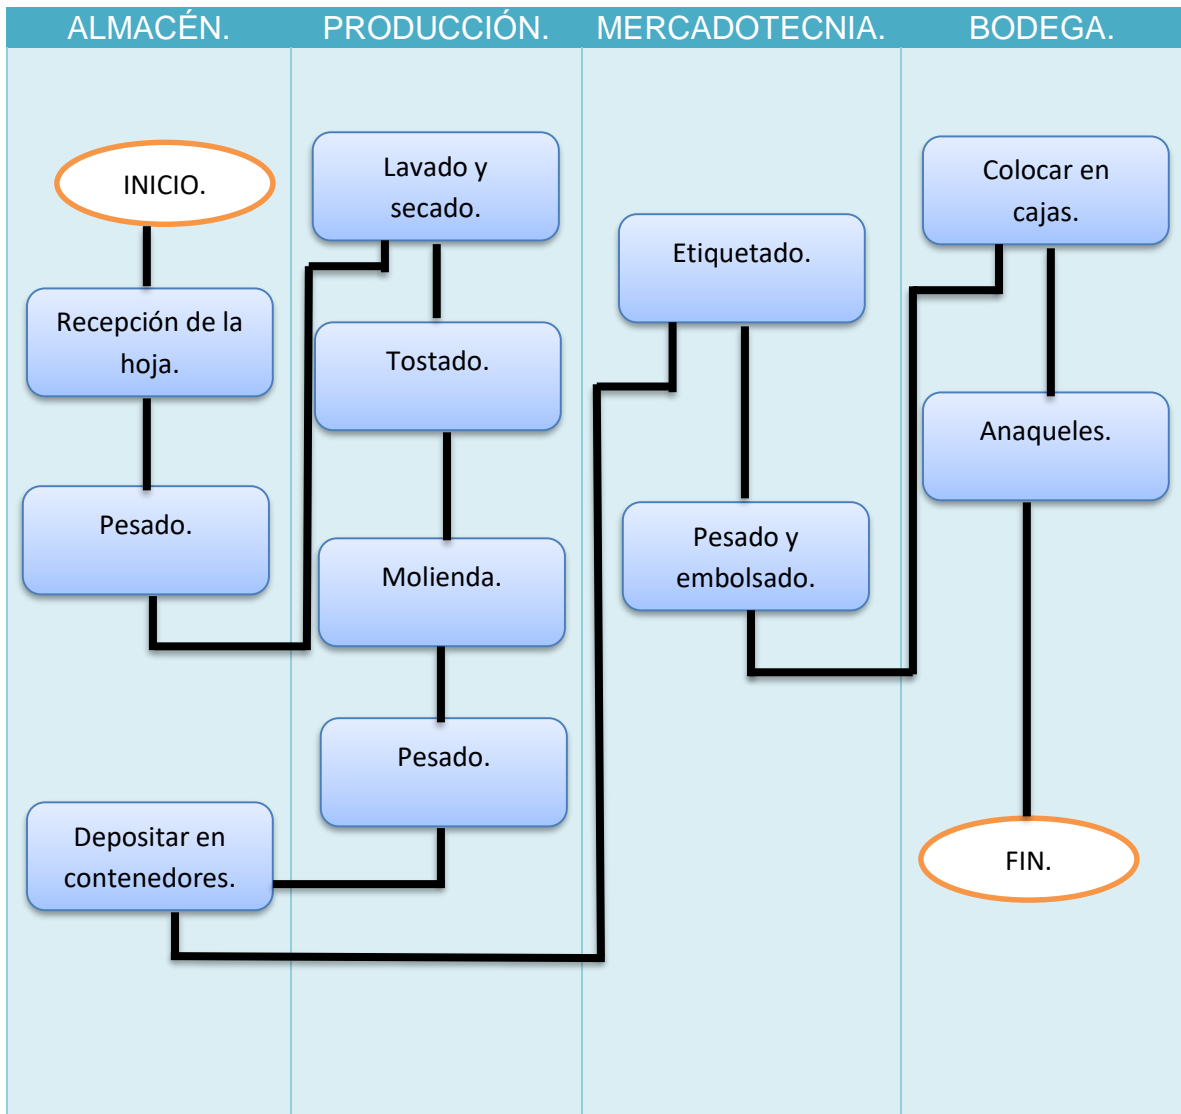 ALMACÉN.
PRODUCCIÓN.
MERCADOTECNIA.
BODEGA.
INICIO.
Recepción de la
hoja.
Pesado.
Depositar en
contenedores.
Lavado y
secado.
Tostado.
Molienda.
Pesado.
Etiquetado.
Pesado y
embolsado.
Colocar en
cajas.
Anaqueles.
FIN.